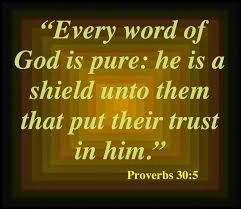 “Every word of
God is pure: he is a
shield unto them
that put their trust
in him.”
Proverbs 30:5